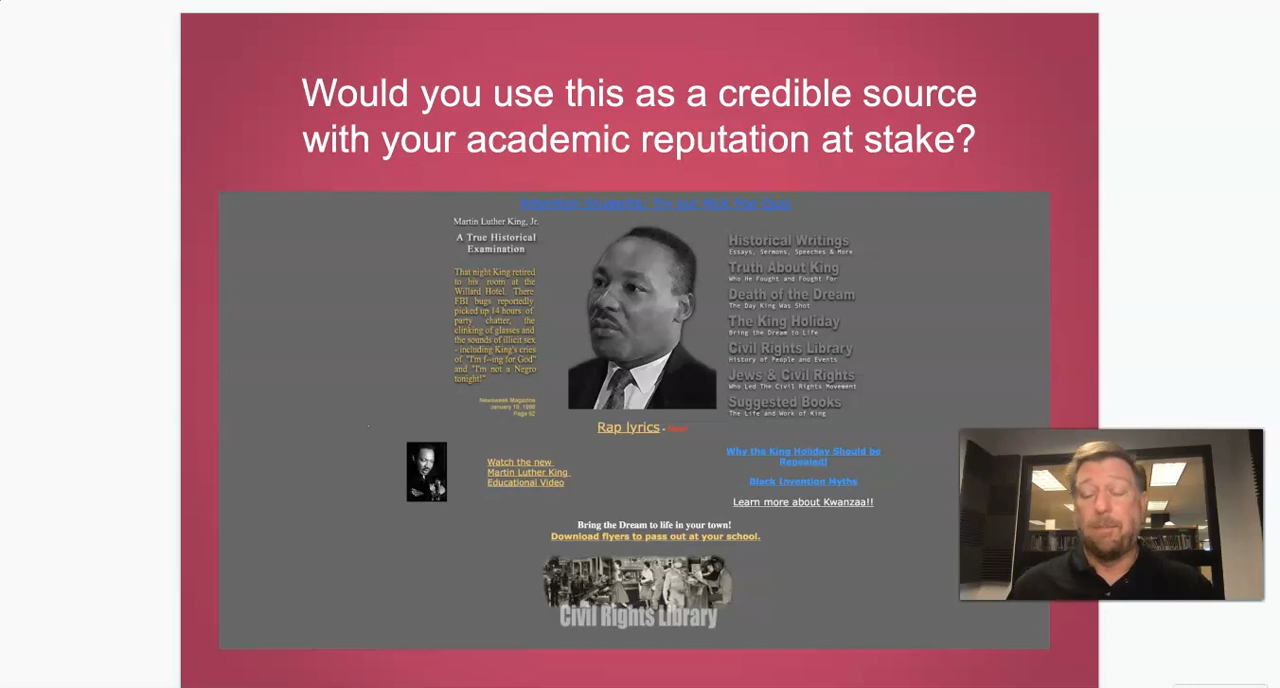 Would you use this as a credible source
with your academic reputation at stake?
Attention Students: Try our MLK Pop Quiz
Martin Luther King, Jr.
A True Historical
Examination
That night King retired
to his room at the
Willard Hotel. There
FBI bugs reportedly
picked up 14 hours of
party chatter, the
clinking of glasses and
the sounds of illicit sex
- including King's cries
of "I'm f--ing for God"
and "I'm not a Negro
tonight!"
Newsweek Magazine
January 19, 1998
Page 62
Historical Writings
Essays, Sermons, Speeches & More
Truth About King
Who He Fought and Fought For
Death of the Dream
The Day King Was Shot
The King Holiday
Bring the Dream to Life
Civil Rights Library
History of People and Events
Jews & Civil Rights
Who Led The Civil Rights Movement
Suggested Books
The Life and Work of King
Rap lyrics -
Watch the new
Martin Luther King
Educational Video
Why the King Holiday Should be
Repealed!
Black Invention Myths
Learn more about Kwanzaa!!
Bring the Dream to life in your town!
Download flyers to pass out at your school.
Civil Rights Library